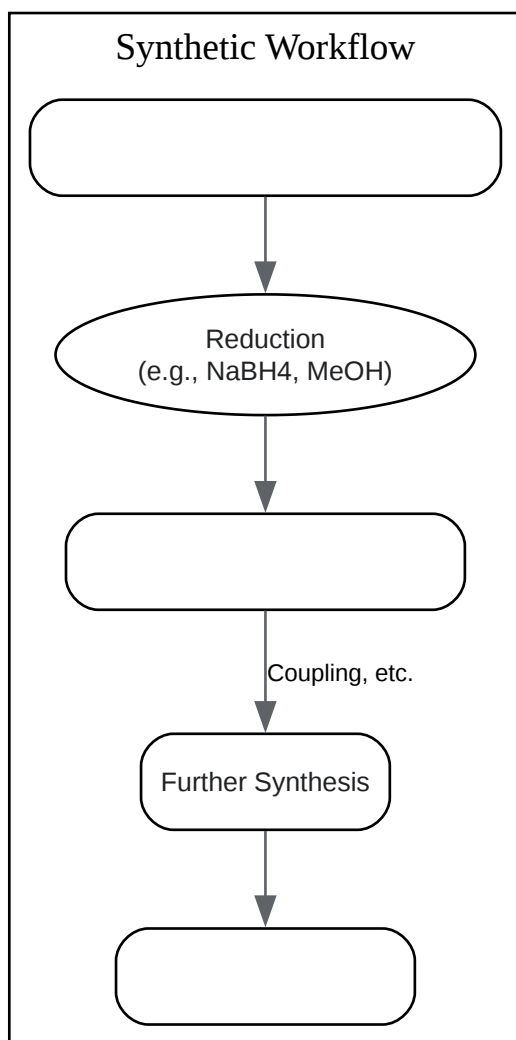 Synthetic Workflow
Reduction
(e.g., NaBH4, MeOH)
Coupling, etc.
Further Synthesis